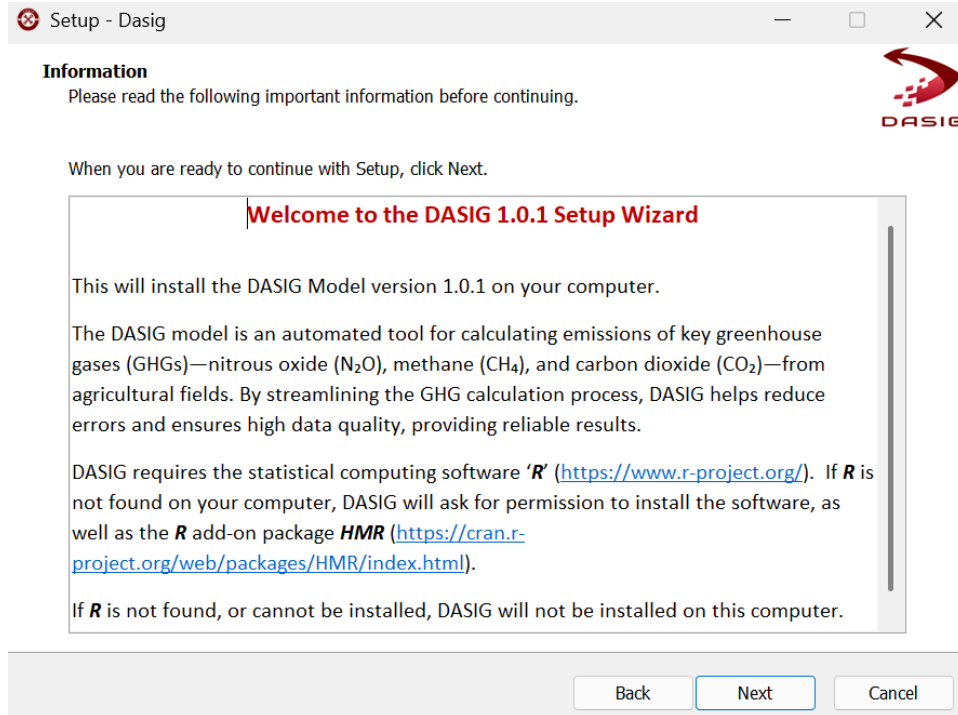 Setup - Dasig
Information
Please read the following important information before continuing.
DASIG
When you are ready to continue with Setup, click Next.
Welcome to the DASIG 1.0.1 Setup Wizard
This will install the DASIG Model version 1.0.1 on your computer.
The DASIG model is an automated tool for calculating emissions of key greenhouse
gases (GHGs)—nitrous oxide (N₂O), methane (CH₄), and carbon dioxide (CO₂)—from
agricultural fields. By streamlining the GHG calculation process, DASIG helps reduce
errors and ensures high data quality, providing reliable results.
DASIG requires the statistical computing software ‘R’ (https://www.r-project.org/). If R is
not found on your computer, DASIG will ask for permission to install the software, as
well as the R add-on package HMR (https://cran.r-
project.org/web/packages/HMR/index.html).
If R is not found, or cannot be installed, DASIG will not be installed on this computer.
Back
Next
Cancel